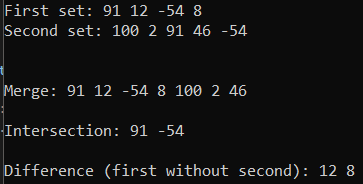 First set: 91 12 -54 8
Second set: 100 2 91 46 -54
Merge: 91 12 -54 8 100 2 46
Intersection: 91 -54
Difference (first without second): 12 8